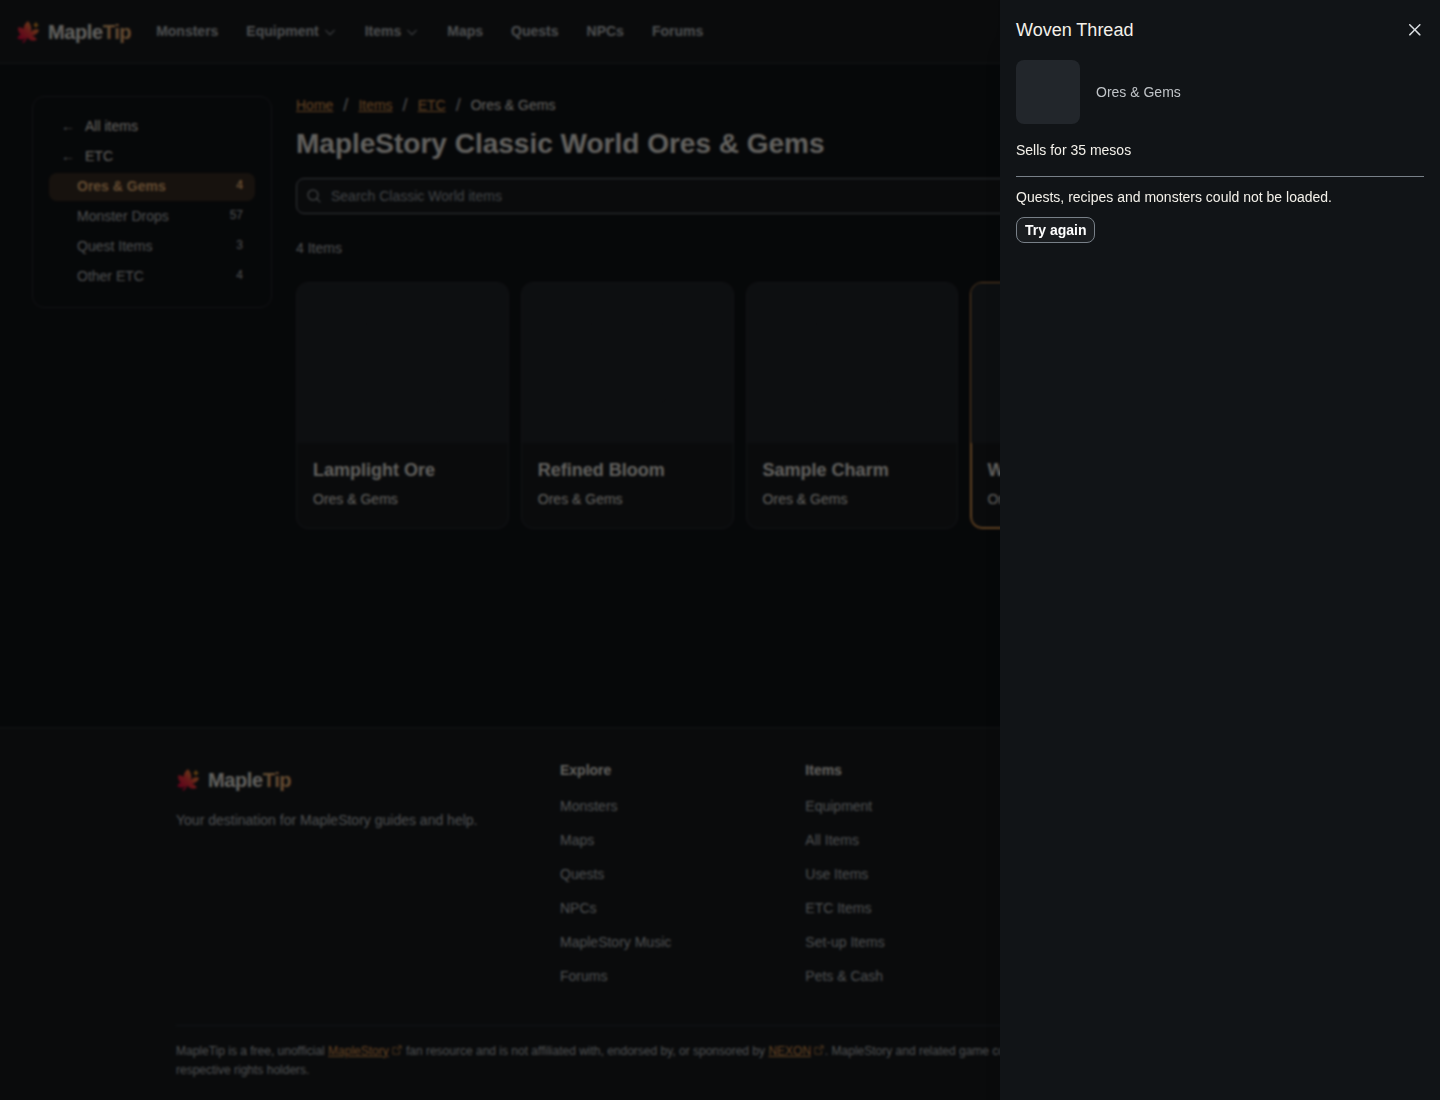 MapleTip
Monsters
Equipment
Items
Maps
Quests
NPCs
Forums
← All items
← ETC
Ores & Gems 4
Monster Drops 57
Quest Items 3
Other ETC 4
Home / Items / ETC / Ores & Gems
MapleStory Classic World Ores & Gems
Search Classic World items
4 Items
Lamplight Ore
Ores & Gems
Refined Bloom
Ores & Gems
Sample Charm
Ores & Gems
Woven Thread
Ores & Gems
Sells for 35 mesos
Quests, recipes and monsters could not be loaded.
Try again
MapleTip
Your destination for MapleStory guides and help.
Explore
Monsters
Maps
Quests
NPCs
MapleStory Music
Forums
Items
Equipment
All Items
Use Items
ETC Items
Set-up Items
Pets & Cash
MapleTip is a free, unofficial MapleStory fan resource and is not affiliated with, endorsed by, or sponsored by NEXON. MapleStory and related game
respective rights holders.